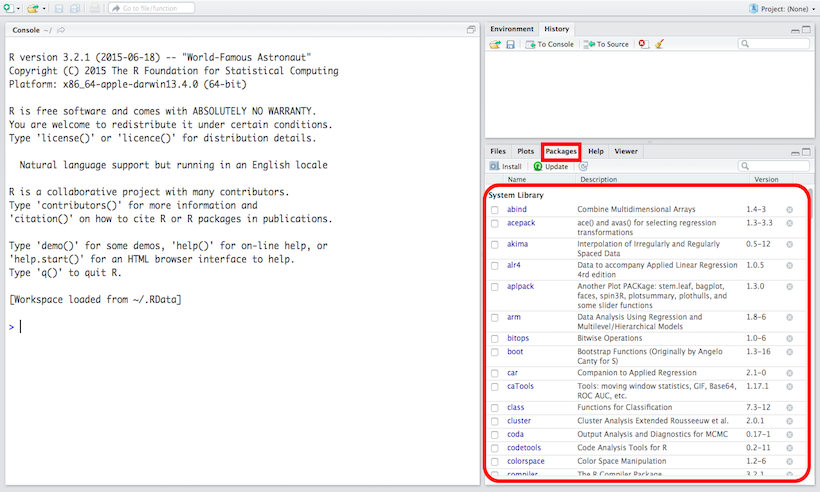 Go to file/function
Project: (None)
Console ~/
R version 3.2.1 (2015-06-18) -- "World-Famous Astronaut"
Copyright (C) 2015 The R Foundation for Statistical Computing
Platform: x86_64-apple-darwin13.4.0 (64-bit)
R is free software and comes with ABSOLUTELY NO WARRANTY.
You are welcome to redistribute it under certain conditions.
Type 'license()' or 'licence()' for distribution details.
Natural language support but running in an English locale
R is a collaborative project with many contributors.
Type 'contributors()' for more information and
'citation()' on how to cite R or R packages in publications.
Type 'demo()' for some demos, 'help()' for on-line help, or
'help.start()' for an HTML browser interface to help.
Type 'q()' to quit R.
[Workspace loaded from ~/.RData]
>
Environment History
To Console To Source
Files Plots Packages Help Viewer
Install Update
Name Description Version
System Library
abind Combine Multidimensional Arrays 1.4-3
acepack ace() and avas() for selecting regression 1.3-3.3
transformations
akima Interpolation of Irregularly and Regularly 0.5-12
Spaced Data
alr4 Data to accompany Applied Linear Regression 1.0.5
4rd edition
aplpack Another Plot PACKage: stem.leaf, bagplot, 1.3.0
faces, spin3R, plotsummary, plothulls, and
some slider functions
arm Data Analysis Using Regression and 1.8-6
Multilevel/Hierarchical Models
bitops Bitwise Operations 1.0-6
boot Bootstrap Functions (Originally by Angelo 1.3-16
Canty for S)
car Companion to Applied Regression 2.1-0
caTools Tools: moving window statistics, GIF, Base64, 1.17.1
ROC AUC, etc.
class Functions for Classification 7.3-12
cluster Cluster Analysis Extended Rousseeuw et al. 2.0.1
coda Output Analysis and Diagnostics for MCMC 0.17-1
codetools Code Analysis Tools for R 0.2-11
colorspace Color Space Manipulation 1.2-6
compiler The R Compiler Package 3.2.1